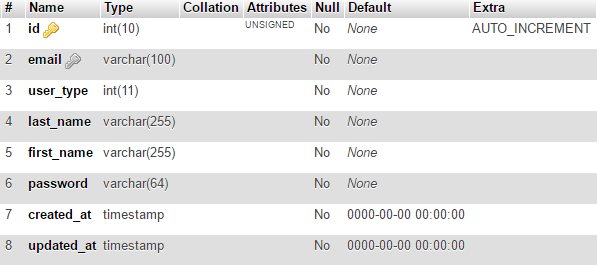 # Name Type Collation Attributes Null Default Extra
1 id int(10) UNSIGNED No None AUTO_INCREMENT
2 email varchar(100) No None
3 user_type int(11) No None
4 last_name varchar(255) No None
5 first_name varchar(255) No None
6 password varchar(64) No None
7 created_at timestamp No 0000-00-00 00:00:00
8 updated_at timestamp No 0000-00-00 00:00:00